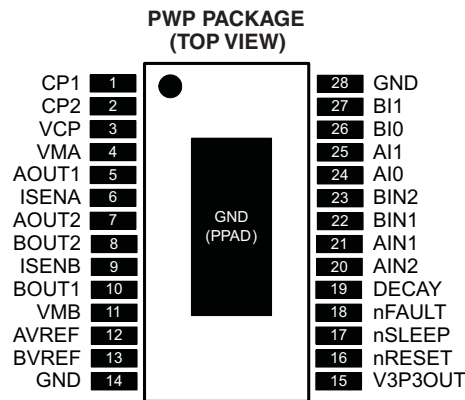 PWP PACKAGE
(TOP VIEW)
CP1 1
CP2 2
VCP 3
VMA 4
AOUT1 5
ISENA 6
AOUT2 7
BOUT2 8
ISENB 9
BOUT1 10
VMB 11
AVREF 12
BVREF 13
GND 14
GND
(PPAD)
28 GND
27 BI1
26 BI0
25 AI1
24 AI0
23 BIN2
22 BIN1
21 AIN1
20 AIN2
19 DECAY
18 nFAULT
17 nSLEEP
16 nRESET
15 V3P3OUT